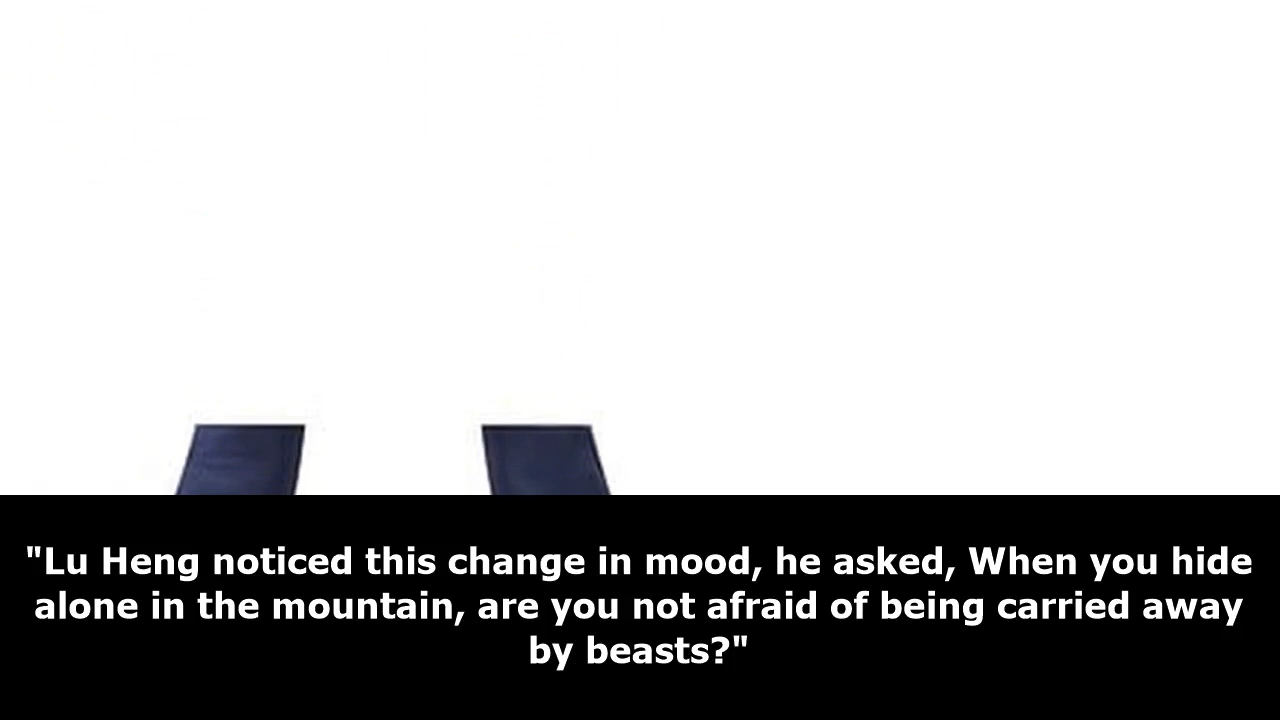 "Lu Heng noticed this change in mood, he asked, When you hide
alone in the mountain, are you not afraid of being carried away
by beasts?"